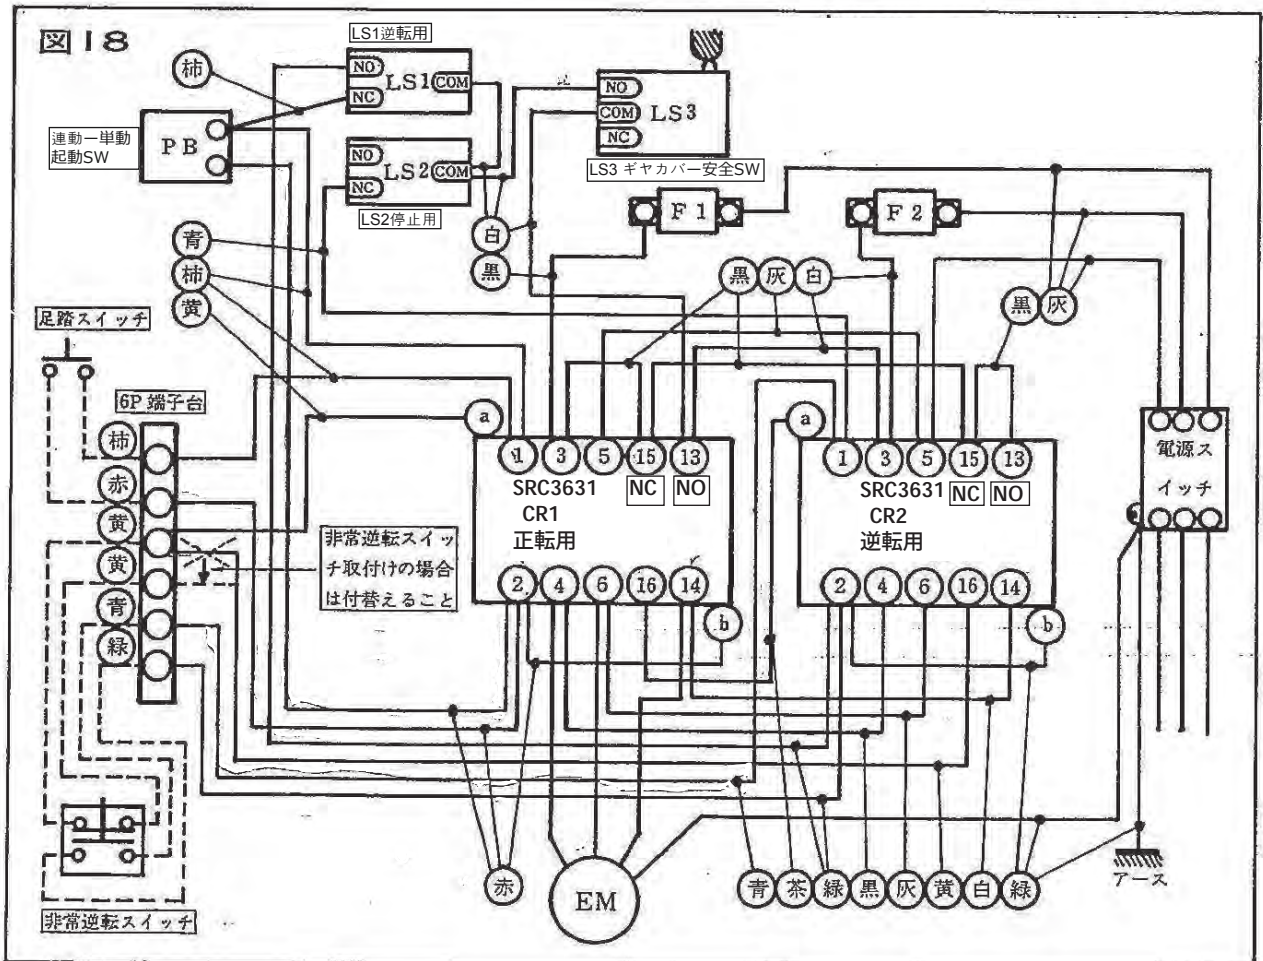 図18
LS1逆転用
柿
NO
NC
LS1
COM
NO
COM
NC
LS3
連動一単動
起動SW
PB
NO
NC
LS2
COM
LS3 ギヤカバー安全SW
LS2停止用
F1
F2
青
柿
黄
白
黒
黒
灰
白
黒
灰
足踏スイッチ
6P 端子台
柿
赤
黄
黄
青
緑
a
1
3
5
15
13
SRC3631
NC
NO
CR1
正転用
2
4
6
16
14
b
a
1
3
5
15
13
SRC3631
NC
NO
CR2
逆転用
2
4
6
16
14
b
電源ス
イッチ
非常逆転スイッ
チ取付けの場合
は付替えること
赤
EM
青
茶
緑
黒
灰
黄
白
緑
アース
非常逆転スイッチ